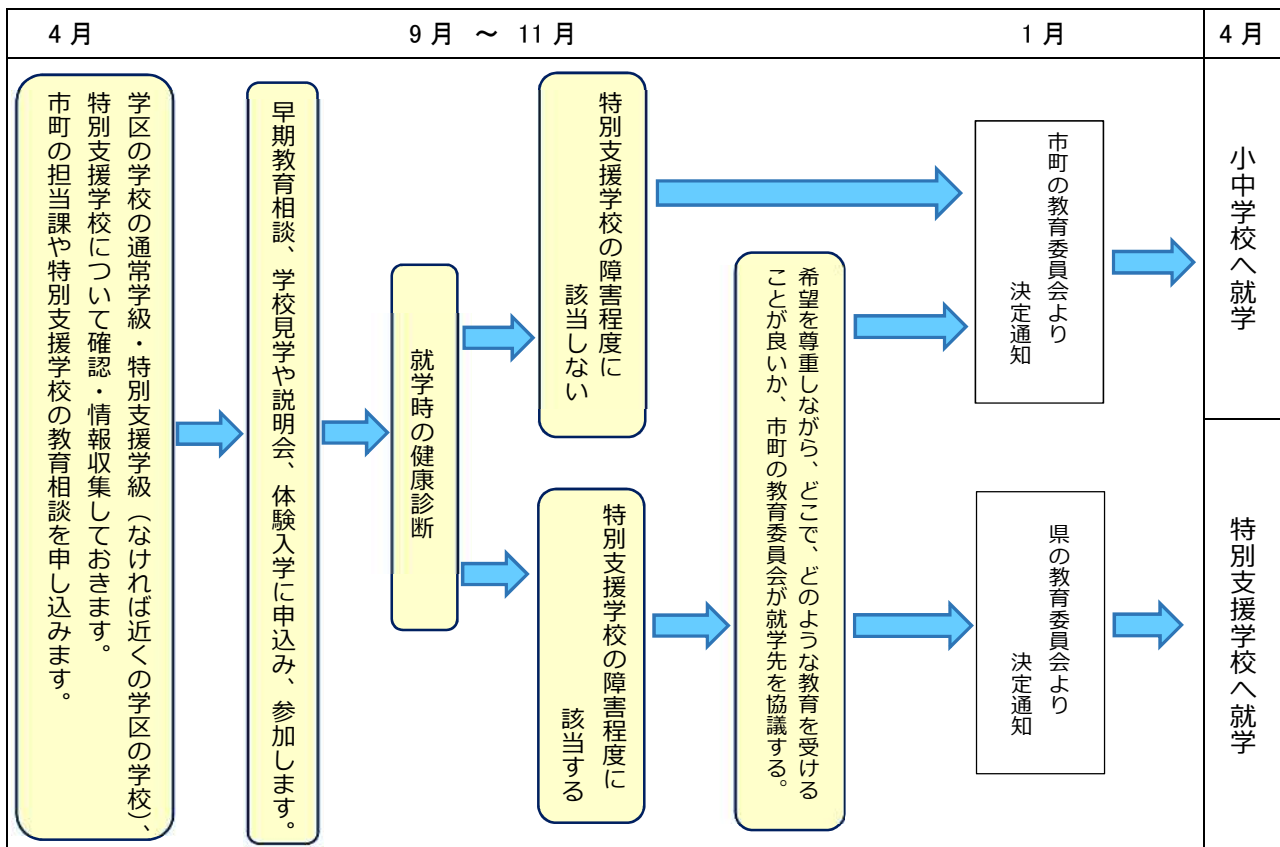 4月
9月 ～ 11月
1月
4月
学区の学校の通常学級・特別支援学級（なければ近くの学区の学校）、
特別支援学校について確認・情報収集しておきます。
市町の担当課や特別支援学校の教育相談を申し込みます。
早期教育相談、学校見学や説明会、体験入学に申込み、参加します。
就学時の健康診断
特別支援学校の障害程度に
該当しない
特別支援学校の障害程度に
該当する
希望を尊重しながら、どこで、どのような教育を受ける
ことが良いか、市町の教育委員会が就学先を協議する。
市町の教育委員会より
決定通知
県の教育委員会より
決定通知
小中学校へ就学
特別支援学校へ就学